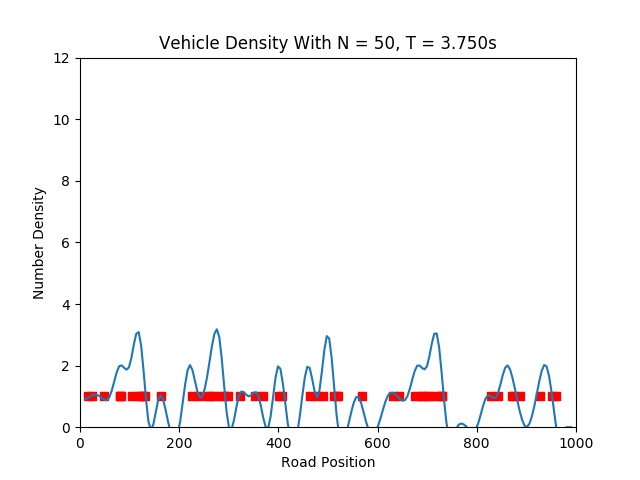 Vehicle Density With N = 50, T = 3.750s
12
10
8
6
4
2
0
Number Density
0 200 400 600 800 1000
Road Position